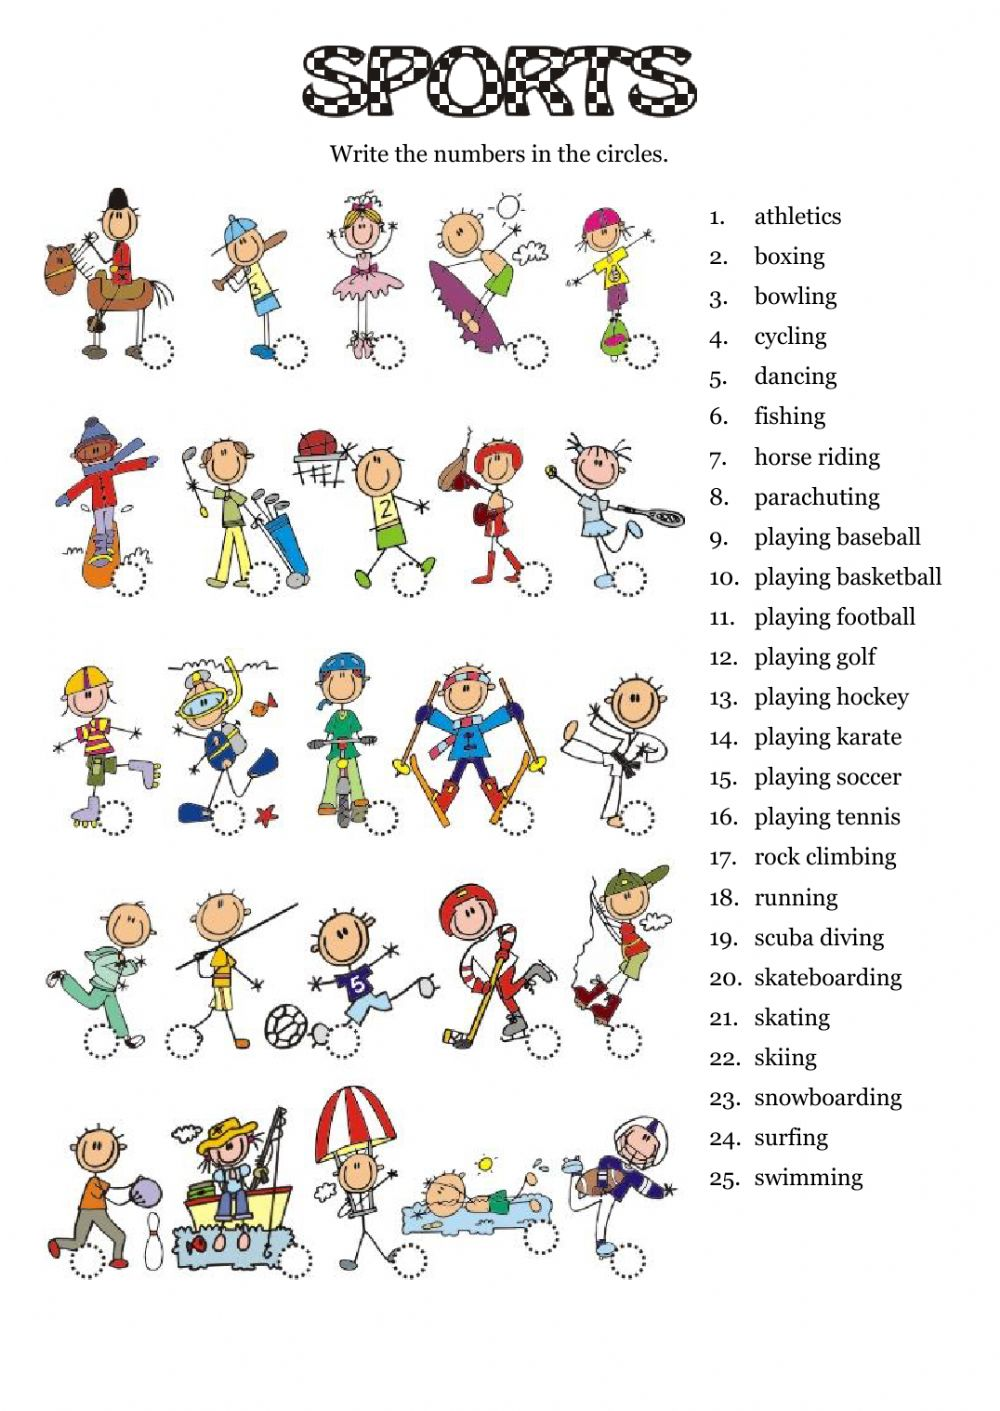 SPORTS
Write the numbers in the circles.
3
2
5
1. athletics
2. boxing
3. bowling
4. cycling
5. dancing
6. fishing
7. horse riding
8. parachuting
9. playing baseball
10. playing basketball
11. playing football
12. playing golf
13. playing hockey
14. playing karate
15. playing soccer
16. playing tennis
17. rock climbing
18. running
19. scuba diving
20. skateboarding
21. skating
22. skiing
23. snowboarding
24. surfing
25. swimming